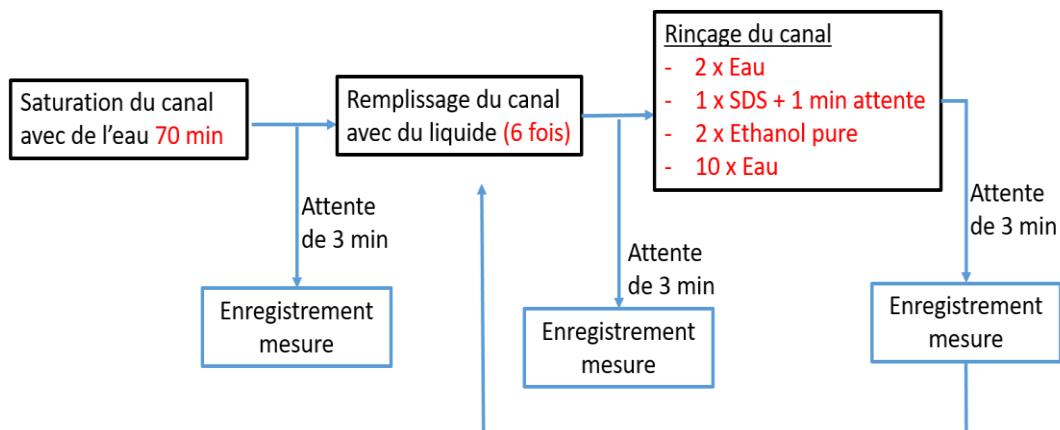 Saturation du canal
avec de l'eau 70 min
Attente
de 3 min
Enregistrement
mesure
Remplissage du canal
avec du liquide (6 fois)
Attente
de 3 min
Enregistrement
mesure
Rinçage du canal
- 2 x Eau
- 1 x SDS + 1 min attente
- 2 x Ethanol pure
- 10 x Eau
Attente
de 3 min
Enregistrement
mesure